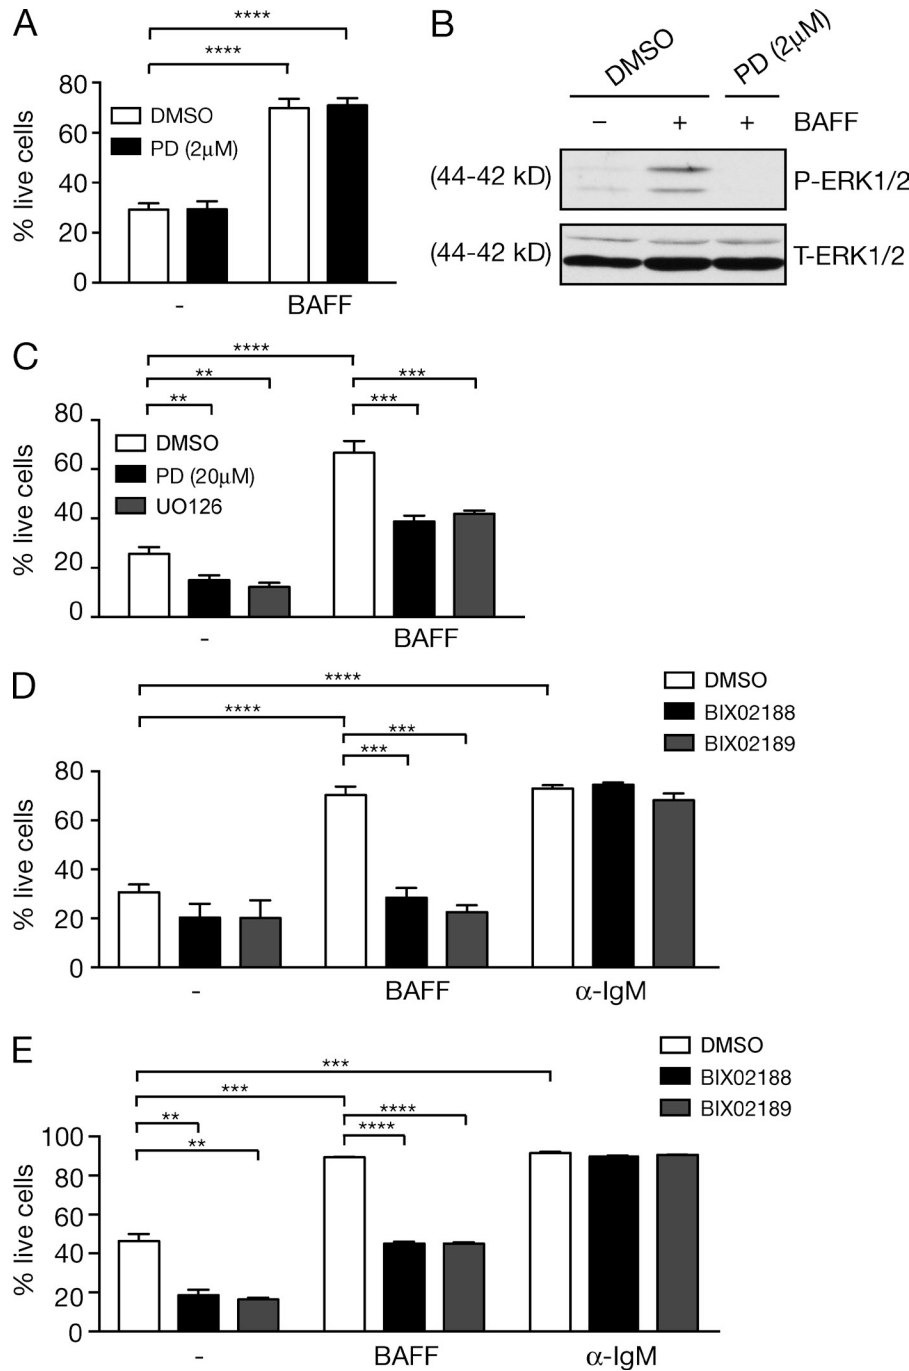 A
****
****
80
60
40
20
0
% live cells
DMSO
PD (2μM)
-
BAFF
B
DMSO
PD (2μM)
– + + BAFF
(44-42 kD) P-ERK1/2
(44-42 kD) T-ERK1/2
C
****
** ***
** ***
80
60
40
20
0
% live cells
DMSO
PD (20μM)
UO126
-
BAFF
D
****
****
***
***
DMSO
BIX02188
BIX02189
80
60
40
20
0
% live cells
-
BAFF
α-IgM
E
***
***
** ****
** ****
DMSO
BIX02188
BIX02189
100
80
60
40
20
0
% live cells
-
BAFF
α-IgM